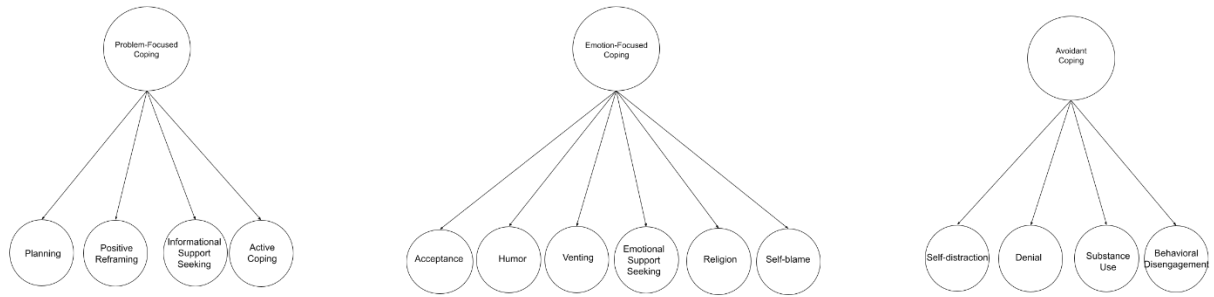 Problem-Focused
Coping
Emotion-Focused
Coping
Avoidant
Coping
Planning
Positive
Reframing
Informational
Support
Seeking
Active
Coping
Acceptance
Humor
Venting
Emotional
Support
Seeking
Religion
Self-blame
Self-distraction
Denial
Substance
Use
Behavioral
Disengagement